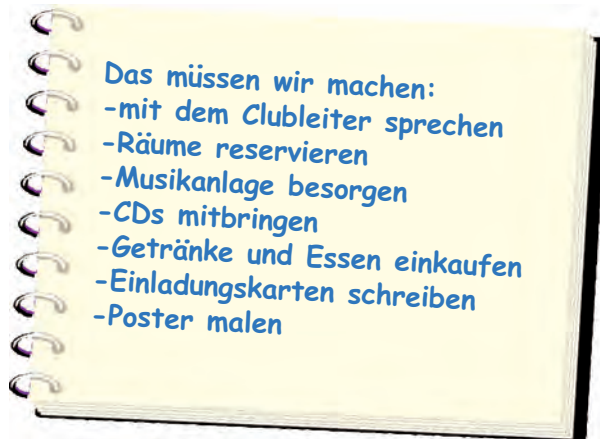 Das müssen wir machen:
-mit dem Clubleiter sprechen
-Räume reservieren
-Musikanlage besorgen
-CDs mitbringen
-Getränke und Essen einkaufen
-Einladungskarten schreiben
-Poster malen